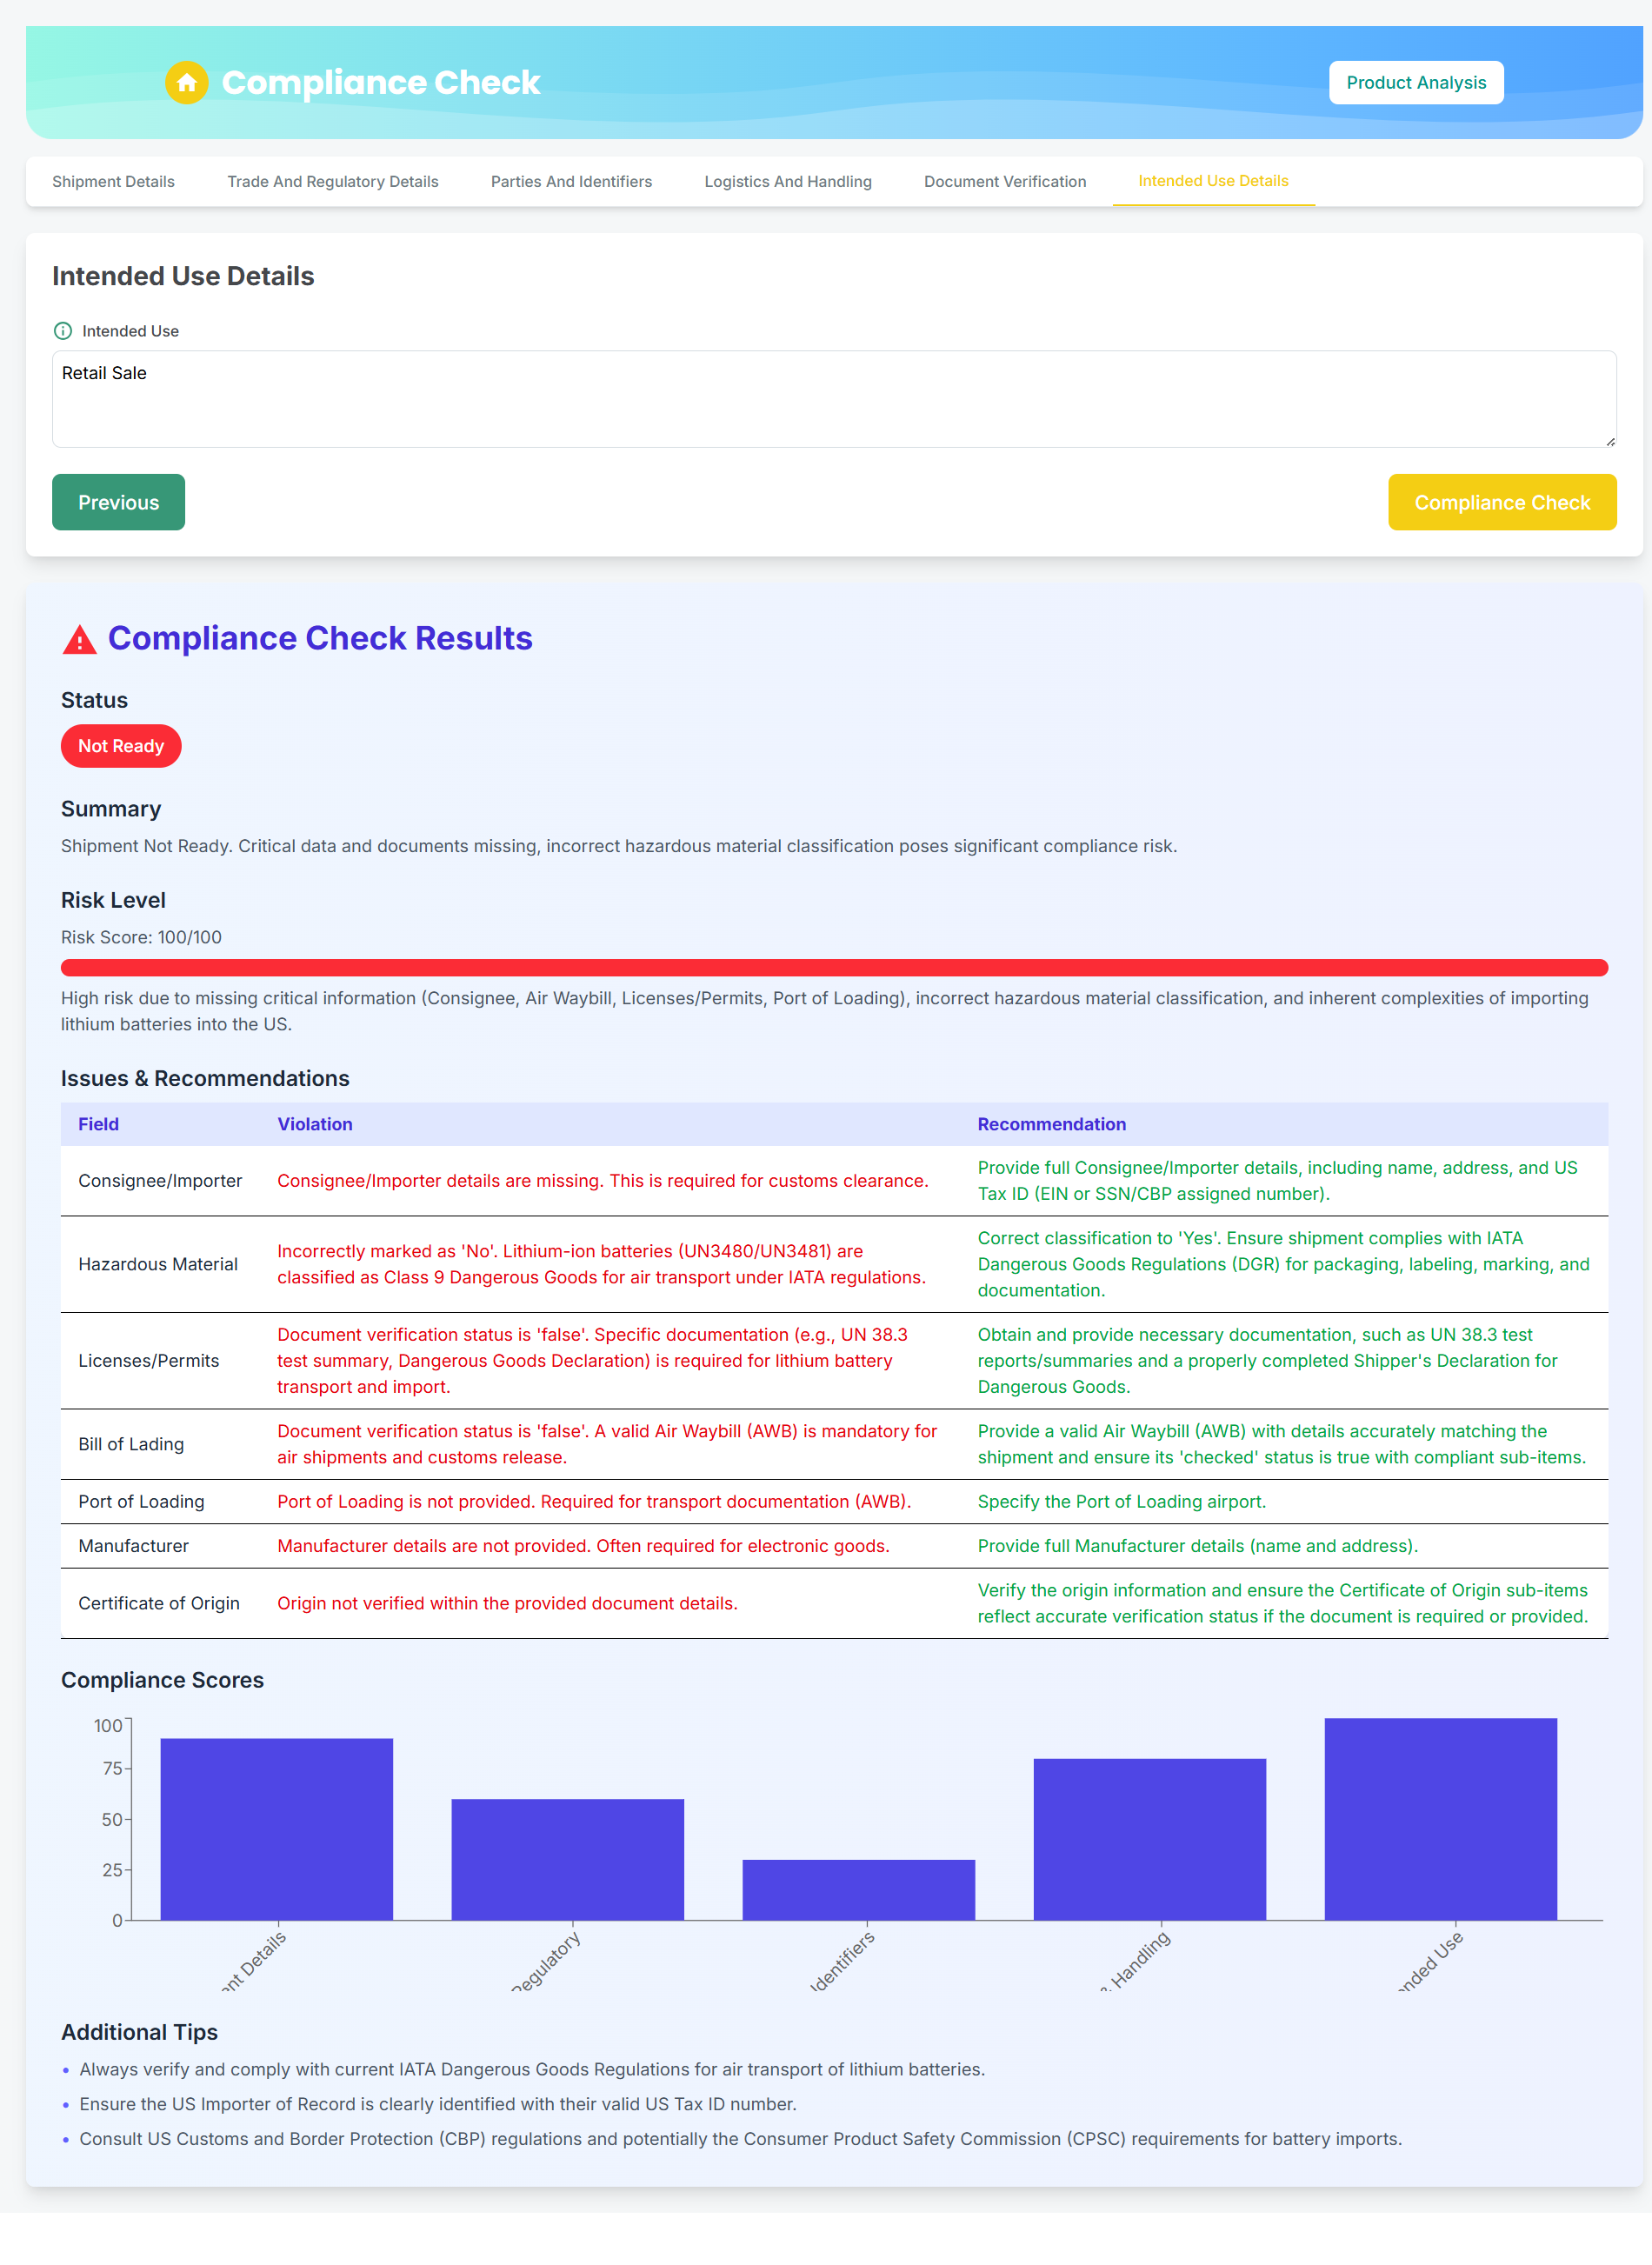 Compliance Check
Product Analysis
Shipment Details
Trade And Regulatory Details
Parties And Identifiers
Logistics And Handling
Document Verification
Intended Use Details
Intended Use Details
Intended Use
Retail Sale
Previous
Compliance Check
Compliance Check Results
Status
Not Ready
Summary
Shipment Not Ready. Critical data and documents missing, incorrect hazardous material classification poses significant compliance risk.
Risk Level
Risk Score: 100/100
High risk due to missing critical information (Consignee, Air Waybill, Licenses/Permits, Port of Loading), incorrect hazardous material classification, and inherent complexities of importing
lithium batteries into the US.
Issues & Recommendations
Field
Violation
Recommendation
Consignee/Importer
Consignee/Importer details are missing. This is required for customs clearance.
Provide full Consignee/Importer details, including name, address, and US
Tax ID (EIN or SSN/CBP assigned number).
Hazardous Material
Incorrectly marked as 'No'. Lithium-ion batteries (UN3480/UN3481) are
classified as Class 9 Dangerous Goods for air transport under IATA regulations.
Correct classification to 'Yes'. Ensure shipment complies with IATA
Dangerous Goods Regulations (DGR) for packaging, labeling, marking, and
documentation.
Licenses/Permits
Document verification status is 'false'. Specific documentation (e.g., UN 38.3
test summary, Dangerous Goods Declaration) is required for lithium battery
transport and import.
Obtain and provide necessary documentation, such as UN 38.3 test
reports/summaries and a properly completed Shipper's Declaration for
Dangerous Goods.
Bill of Lading
Document verification status is 'false'. A valid Air Waybill (AWB) is mandatory for
air shipments and customs release.
Provide a valid Air Waybill (AWB) with details accurately matching the
shipment and ensure its 'checked' status is true with compliant sub-items.
Port of Loading
Port of Loading is not provided. Required for transport documentation (AWB).
Specify the Port of Loading airport.
Manufacturer
Manufacturer details are not provided. Often required for electronic goods.
Provide full Manufacturer details (name and address).
Certificate of Origin
Origin not verified within the provided document details.
Verify the origin information and ensure the Certificate of Origin sub-items
reflect accurate verification status if the document is required or provided.
Compliance Scores
100
75
50
25
0
ent Details
Regulatory
Identifiers
& Handling
ended Use
Additional Tips
• Always verify and comply with current IATA Dangerous Goods Regulations for air transport of lithium batteries.
• Ensure the US Importer of Record is clearly identified with their valid US Tax ID number.
• Consult US Customs and Border Protection (CBP) regulations and potentially the Consumer Product Safety Commission (CPSC) requirements for battery imports.